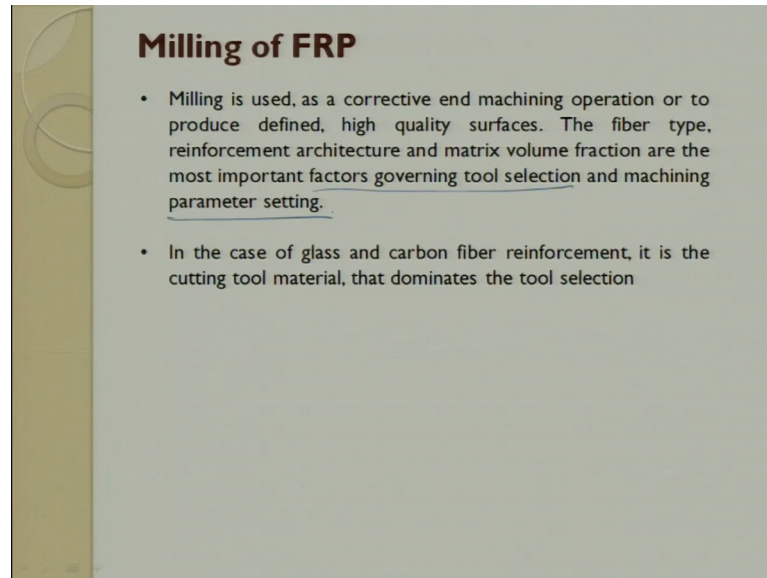 Milling of FRP
• Milling is used, as a corrective end machining operation or to
produce defined, high quality surfaces. The fiber type,
reinforcement architecture and matrix volume fraction are the
most important factors governing tool selection and machining
parameter setting.
• In the case of glass and carbon fiber reinforcement, it is the
cutting tool material, that dominates the tool selection